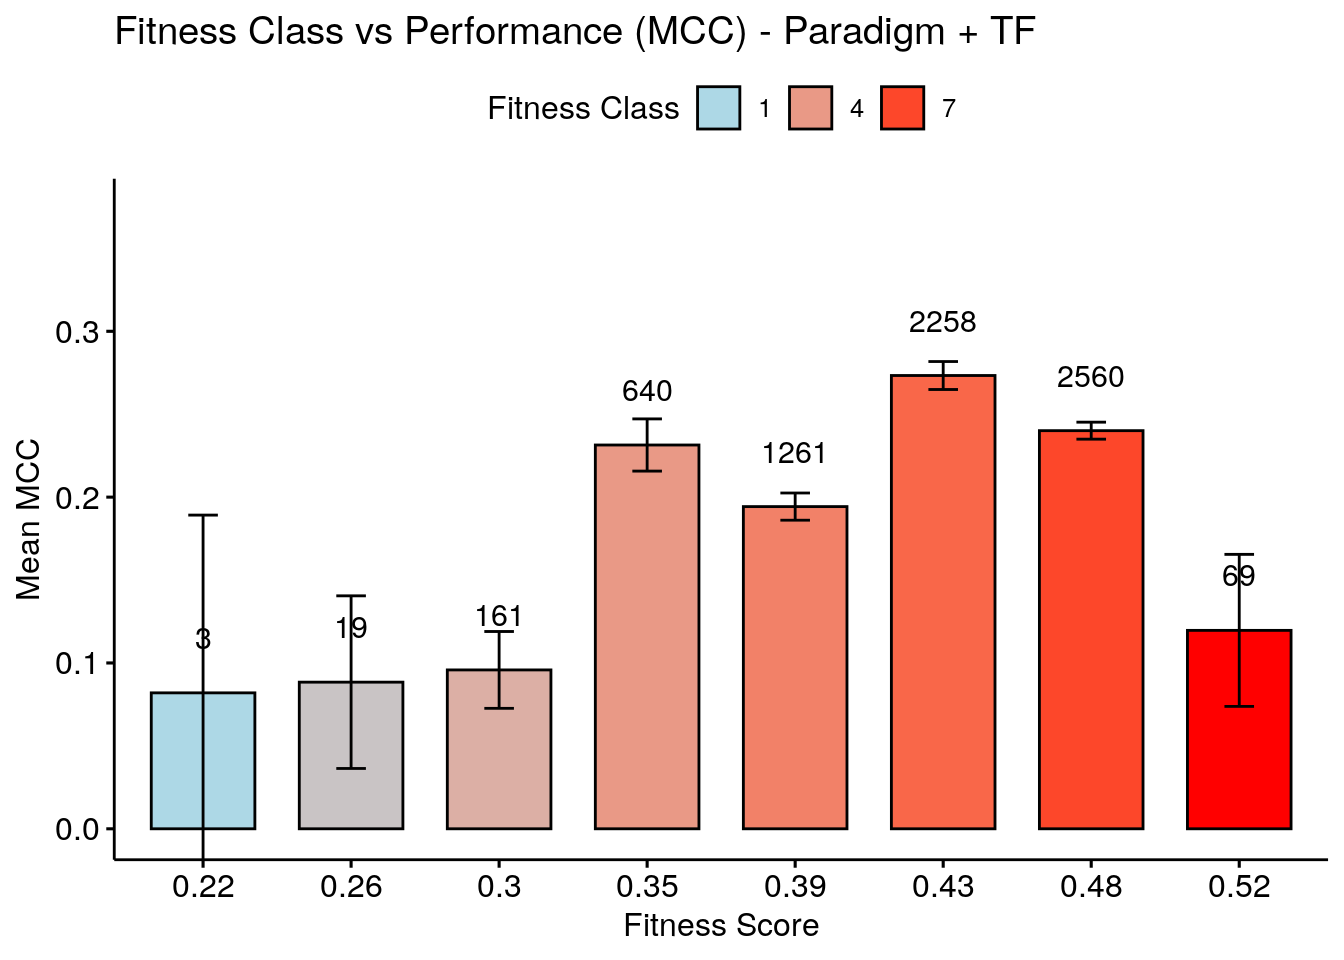 Fitness Class vs Performance (MCC) - Paradigm + TF
Fitness Class 1 4 7
Mean MCC
0.3
0.2
0.1
0.0
3
19
161
640
1261
2258
2560
69
0.22 0.26 0.3 0.35 0.39 0.43 0.48 0.52
Fitness Score